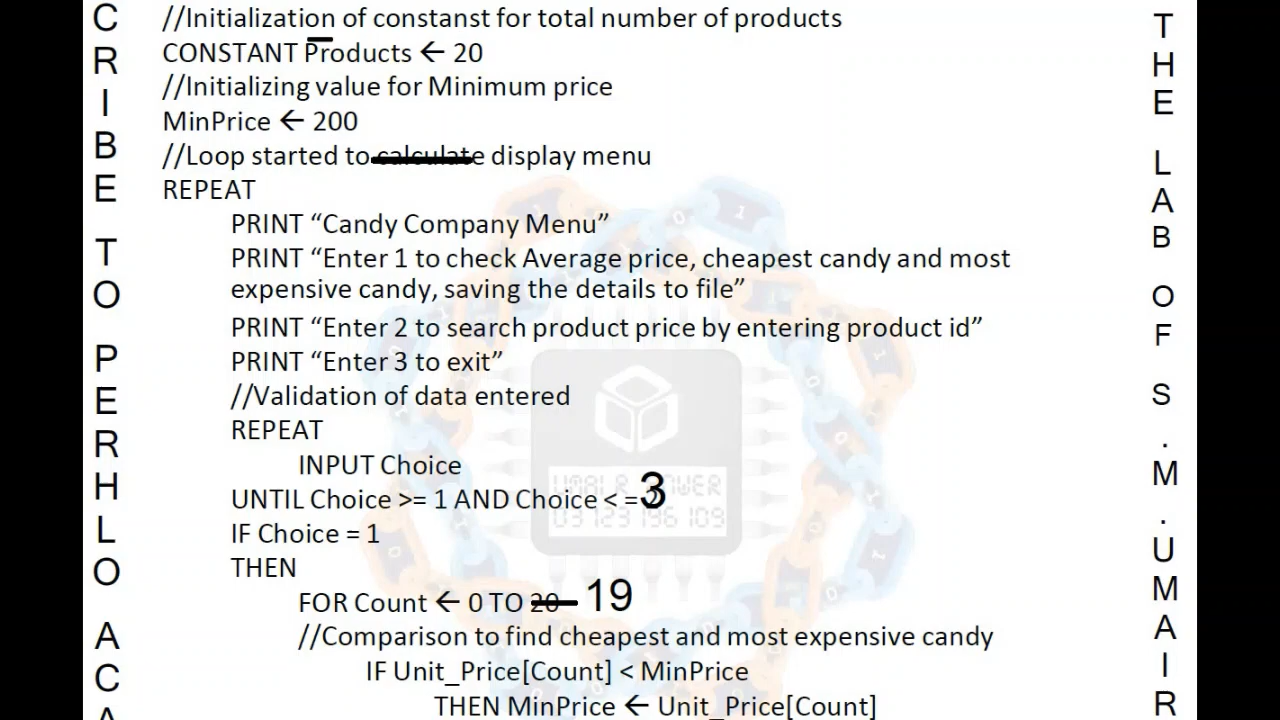 //Initialization of constanst for total number of products
CONSTANT Products ← 20
//Initializing value for Minimum price
MinPrice ← 200
//Loop started to calculate display menu
REPEAT
PRINT “Candy Company Menu”
PRINT “Enter 1 to check Average price, cheapest candy and most
expensive candy, saving the details to file”
PRINT “Enter 2 to search product price by entering product id”
PRINT “Enter 3 to exit”
//Validation of data entered
REPEAT
INPUT Choice
UNTIL Choice >= 1 AND Choice < = 3
IF Choice = 1
THEN
FOR Count ← 0 TO 20 19
//Comparison to find cheapest and most expensive candy
IF Unit_Price[Count] < MinPrice
THEN MinPrice ← Unit_Price[Count]
CRIBE TO PERHLO ACA
THE LAB OF S.M.UMAIR